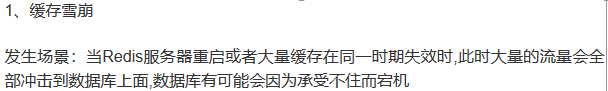 1、缓存雪崩
发生场景：当Redis服务器重启或者大量缓存在同一时期失效时,此时大量的流量会全
部冲击到数据库上面,数据库有可能会因为承受不住而宕机